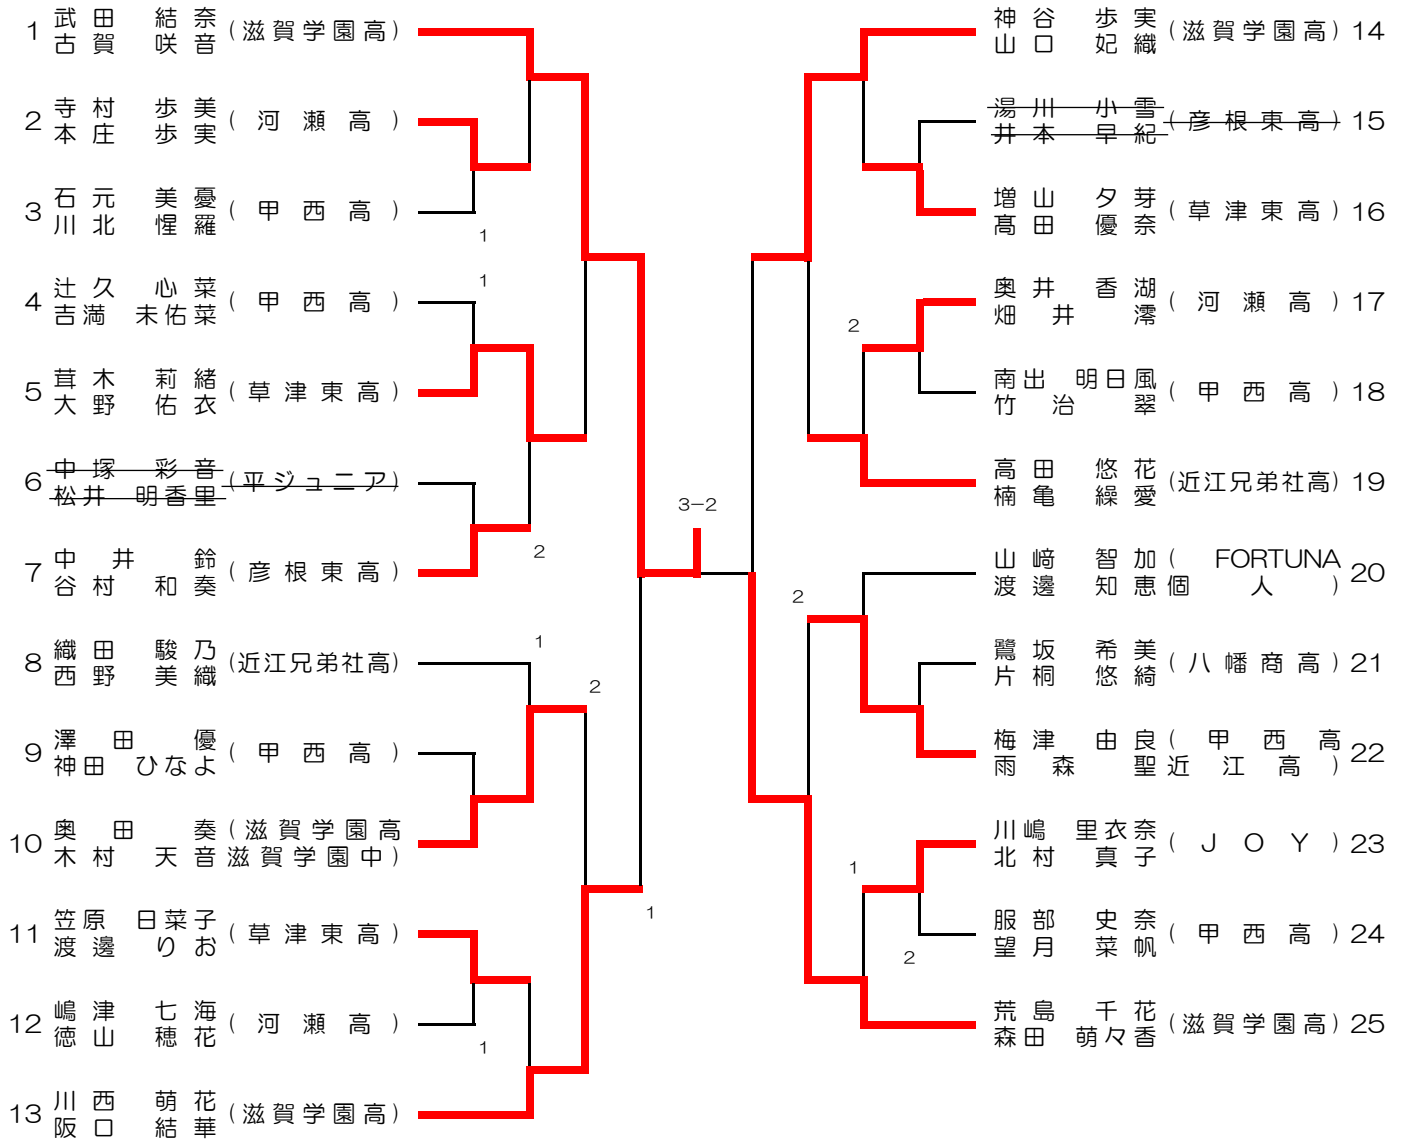 1 武田 結奈 (滋賀学園高)
古賀 咲音
2 寺村 歩美 (河瀬高)
本庄 歩実
3 石元 美憂 (甲西高)
川北 惺羅
1
1
4 辻久 心菜 (甲西高)
吉満 未佑菜
5 茸木 莉緒 (草津東高)
大野 佑衣
6 中塚 彩音 (平ジュニア)
松井 明香里
2
7 中井 鈴 (彦根東高)
谷村 和奏
1
8 織田 駿乃 (近江兄弟社高)
西野 美織
2
9 澤田 優 (甲西高)
神田 ひなよ
10 奥田 奏 (滋賀学園高
木村 天音 滋賀学園中)
11 笠原 日菜子 (草津東高)
渡邊 りお
1
12 嶋津 七海 (河瀬高)
徳山 穂花
1
13 川西 萌花 (滋賀学園高)
阪口 結華
3-2
神谷 歩実 (滋賀学園高) 14
山口 妃織
湯川 小雪 (彦根東高) 15
井本 早紀
増山 夕芽 (草津東高) 16
髙田 優奈
奥井 香湖 (河瀬高) 17
畑井 澪
2
南出 明日風 (甲西高) 18
竹治 翠
高田 悠花 (近江兄弟社高) 19
楠亀 繰愛
山﨑 智加 ( FORTUNA
渡邊 知恵 個人 ) 20
2
鷺坂 希美 (八幡商高) 21
片桐 悠綺
梅津 由良 (甲西高
雨森 聖 近江高) 22
川嶋 里衣奈 (JOY) 23
北村 真子
1
服部 史奈 (甲西高) 24
望月 菜帆
2
荒島 千花 (滋賀学園高) 25
森田 萌々香